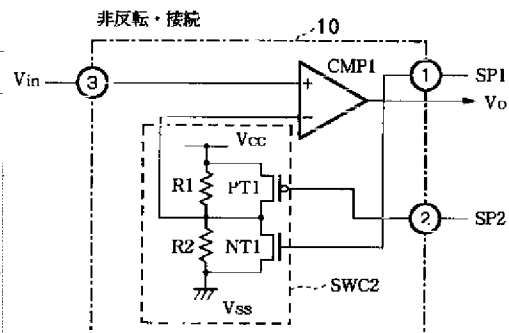 非反転・接続
10
Vin
3
+
−
CMP1
1
SP1
Vo
Vcc
R1
PT1
2
SP2
R2
NT1
SWC2
Vss